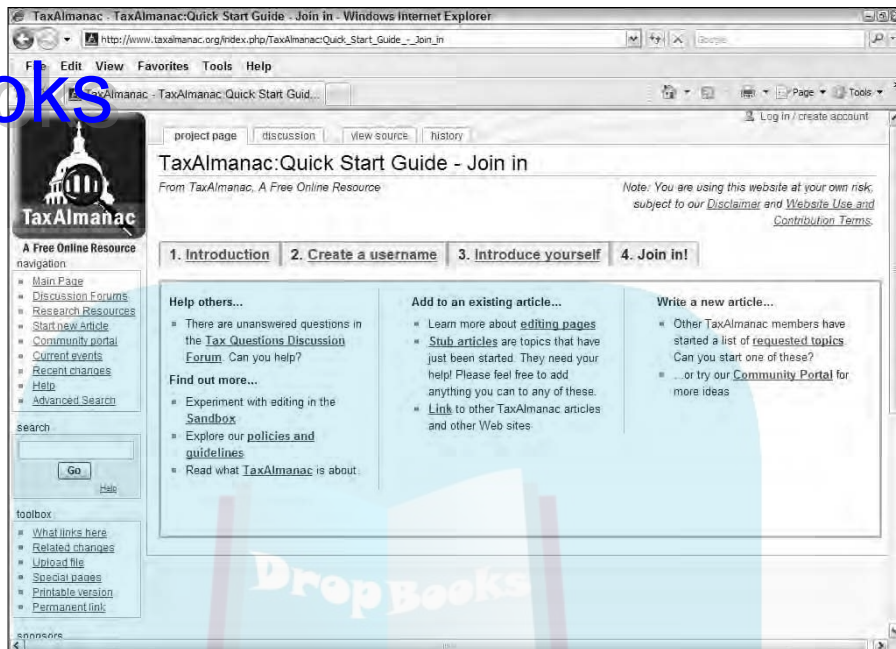 TaxAlmanac - TaxAlmanac:Quick Start Guide - Join in - Windows Internet Explorer
http://www.taxalmanac.org/index.php/TaxAlmanac:Quick_Start_Guide_-_Join_in
Google
File Edit View Favorites Tools Help
oks
TaxAlmanac - TaxAlmanac:Quick Start Guid...
Page Tools
Log in / create account
project page discussion view source history
TaxAlmanac:Quick Start Guide - Join in
From TaxAlmanac, A Free Online Resource
Note: You are using this website at your own risk,
subject to our Disclaimer and Website Use and
Contribution Terms.
TaxAlmanac
A Free Online Resource
navigation
Main Page
Discussion Forums
Research Resources
Start new Article
Community portal
Current events
Recent changes
Help
Advanced Search
search
Go
Help
toolbox
What links here
Related changes
Upload file
Special pages
Printable version
Permanent link
sponsors
1. Introduction 2. Create a username 3. Introduce yourself 4. Join in!
Help others...
There are unanswered questions in
the Tax Questions Discussion
Forum. Can you help?
Find out more...
Experiment with editing in the
Sandbox
Explore our policies and
guidelines
Read what TaxAlmanac is about
Add to an existing article...
Learn more about editing pages
Stub articles are topics that have
just been started. They need your
help! Please feel free to add
anything you can to any of these.
Link to other TaxAlmanac articles
and other Web sites
Write a new article...
Other TaxAlmanac members have
started a list of requested topics.
Can you start one of these?
...or try our Community Portal for
more ideas
DropBooks